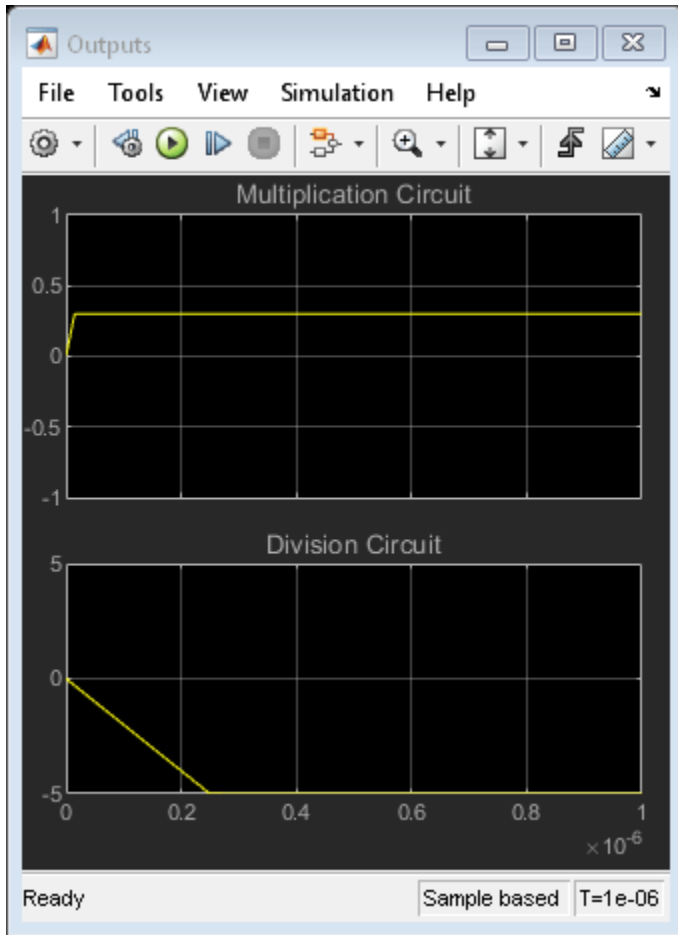 Outputs
File Tools View Simulation Help
Multiplication Circuit
1
0.5
0
-0.5
-1
Division Circuit
5
0
-5
0 0.2 0.4 0.6 0.8 1
×10⁻⁶
Ready Sample based T=1e-06